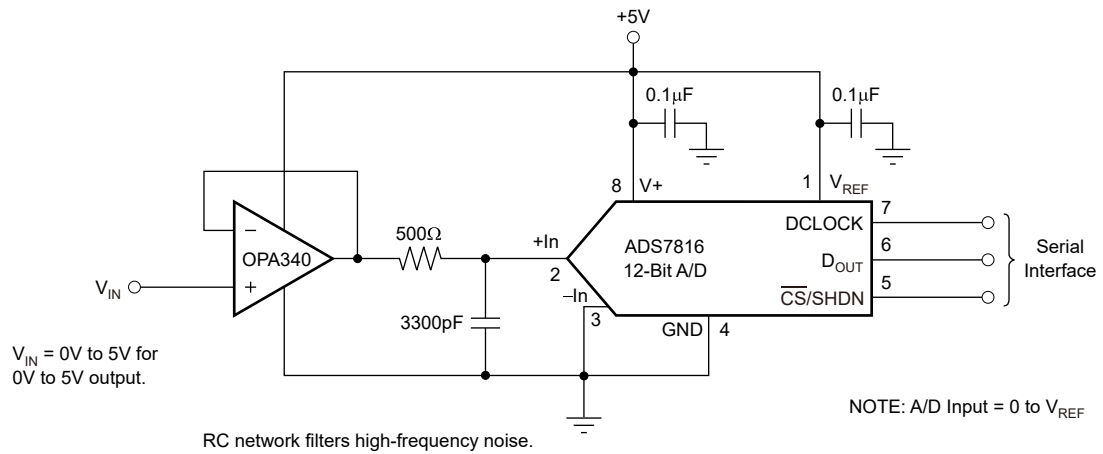 +5V
0.1μF
0.1μF
8
V+
1
V_REF
7
DCLOCK
500Ω
+In
ADS7816
6
Serial
OPA340
12-Bit A/D
D_OUT
Interface
−
2
5
V_IN
+
–In
C̅S̅/SHDN
3300pF
3
GND
4
V_IN = 0V to 5V for
0V to 5V output.
NOTE: A/D Input = 0 to V_REF
RC network filters high-frequency noise.